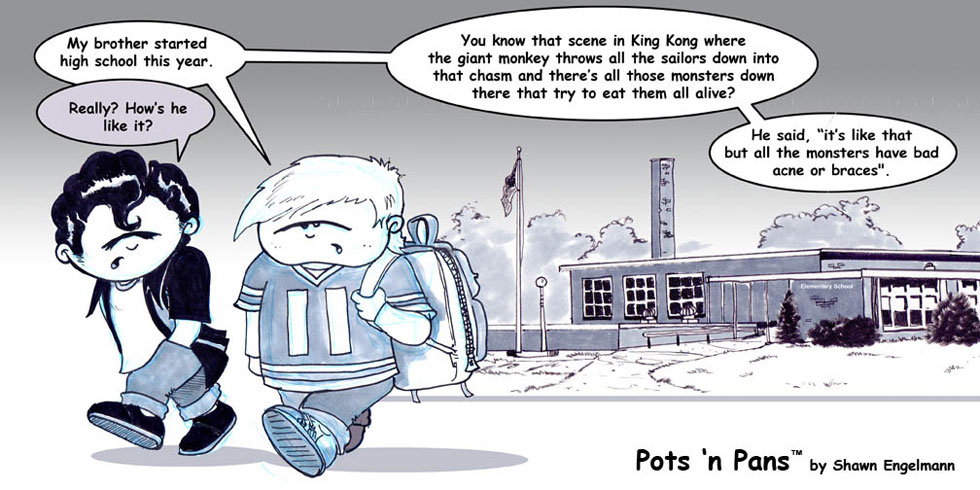 My brother started
high school this year.
Really? How's he
like it?
You know that scene in King Kong where
the giant monkey throws all the sailors down into
that chasm and there's all those monsters down
there that try to eat them all alive?
He said, "it's like that
but all the monsters have bad
acne or braces".
Elementary School
11
Pots 'n Pans™ by Shawn Engelmann